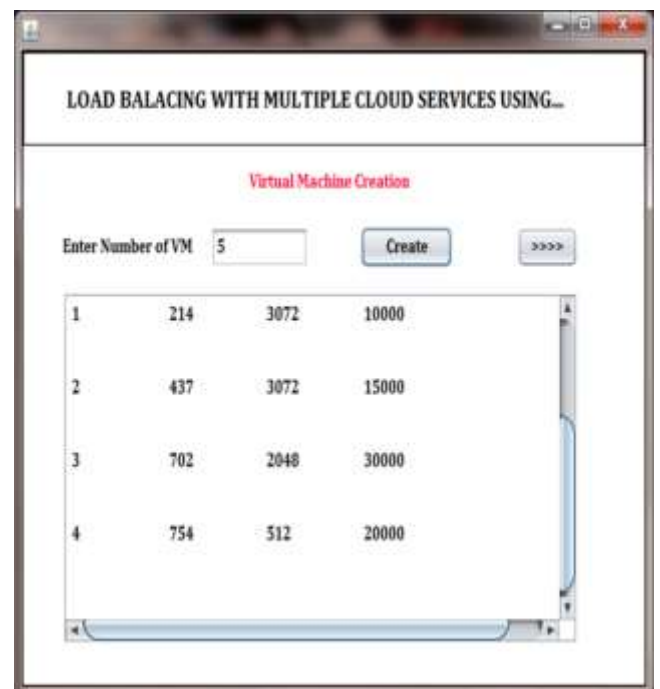 LOAD BALACING WITH MULTIPLE CLOUD SERVICES USING...
Virtual Machine Creation
Enter Number of VM 5 Create >>>>
1 214 3072 10000
2 437 3072 15000
3 702 2048 30000
4 754 512 20000